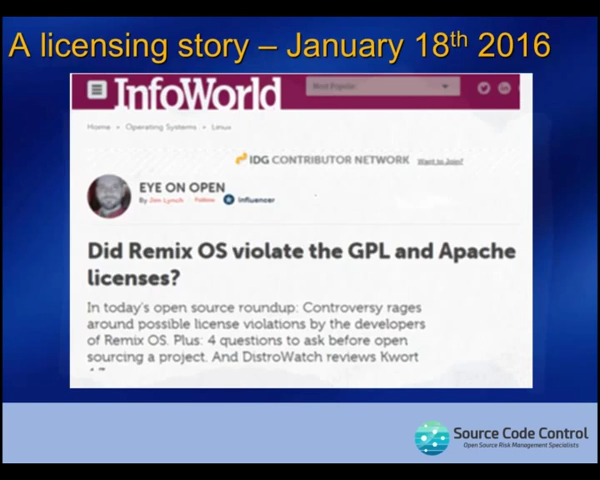 A licensing story – January 18th 2016
InfoWorld
Most Popular
Home • Operating Systems • Linux
IDG CONTRIBUTOR NETWORK Want to Join?
EYE ON OPEN
By Jim Lynch Follow Influencer
Did Remix OS violate the GPL and Apache
licenses?
In today's open source roundup: Controversy rages
around possible license violations by the developers
of Remix OS. Plus: 4 questions to ask before open
sourcing a project. And DistroWatch reviews Kwort
Source Code Control
Open Source Risk Management Specialists